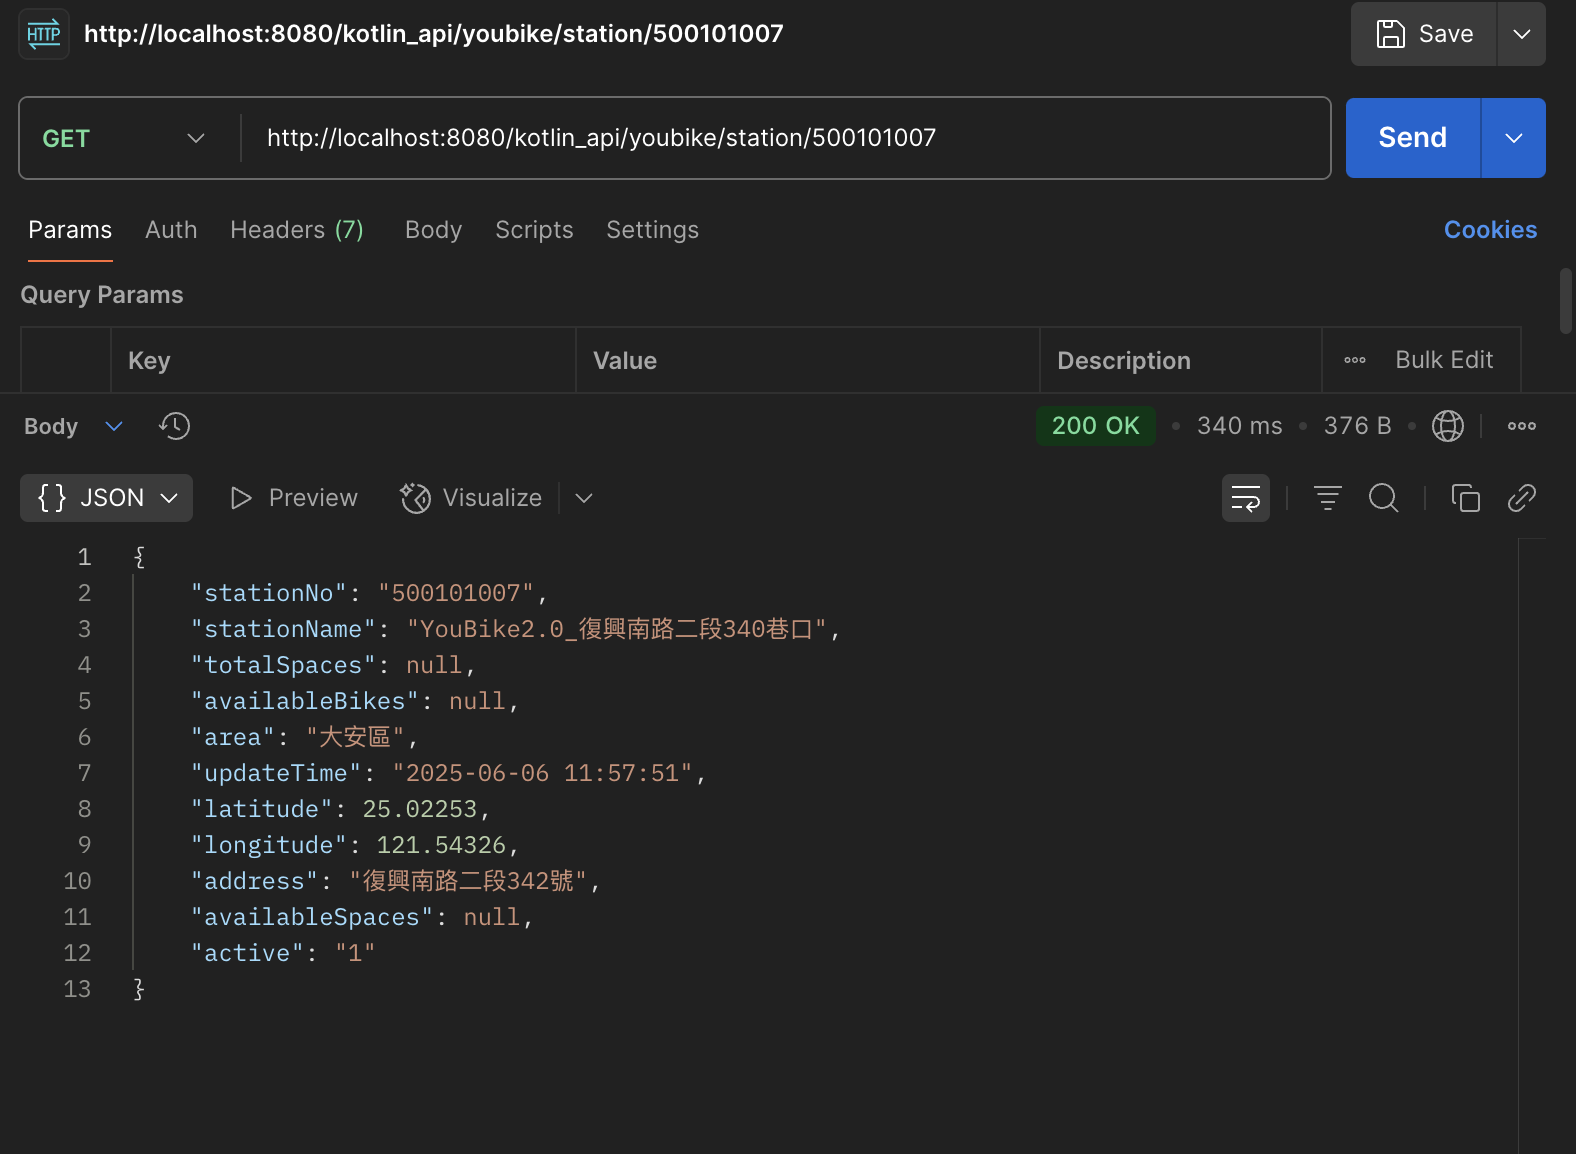 HTTP http://localhost:8080/kotlin_api/youbike/station/500101007 Save
GET http://localhost:8080/kotlin_api/youbike/station/500101007 Send
Params Auth Headers (7) Body Scripts Settings Cookies
Query Params
Key Value Description Bulk Edit
Body 200 OK • 340 ms • 376 B •
{} JSON Preview Visualize
1 {
2 "stationNo": "500101007",
3 "stationName": "YouBike2.0_復興南路二段340巷口",
4 "totalSpaces": null,
5 "availableBikes": null,
6 "area": "大安區",
7 "updateTime": "2025-06-06 11:57:51",
8 "latitude": 25.02253,
9 "longitude": 121.54326,
10 "address": "復興南路二段342號",
11 "availableSpaces": null,
12 "active": "1"
13 }